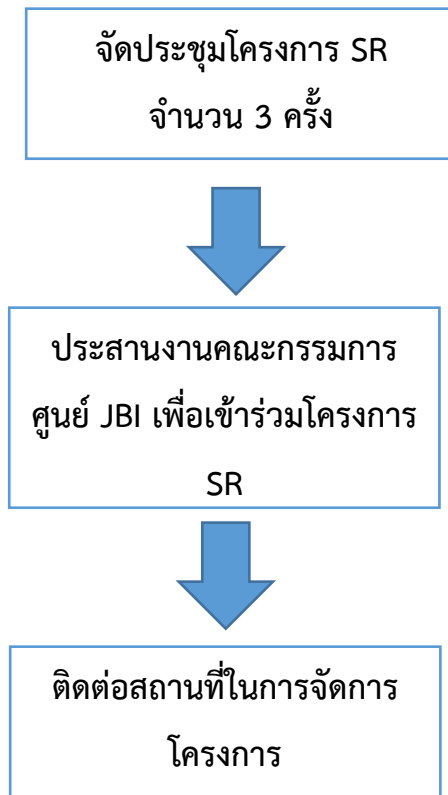 จัดประชุมโครงการ SR
จำนวน 3 ครั้ง
ประสานงานคณะกรรมการ
ศูนย์ JBI เพื่อเข้าร่วมโครงการ
SR
ติดต่อสถานที่ในการจัดการ
โครงการ